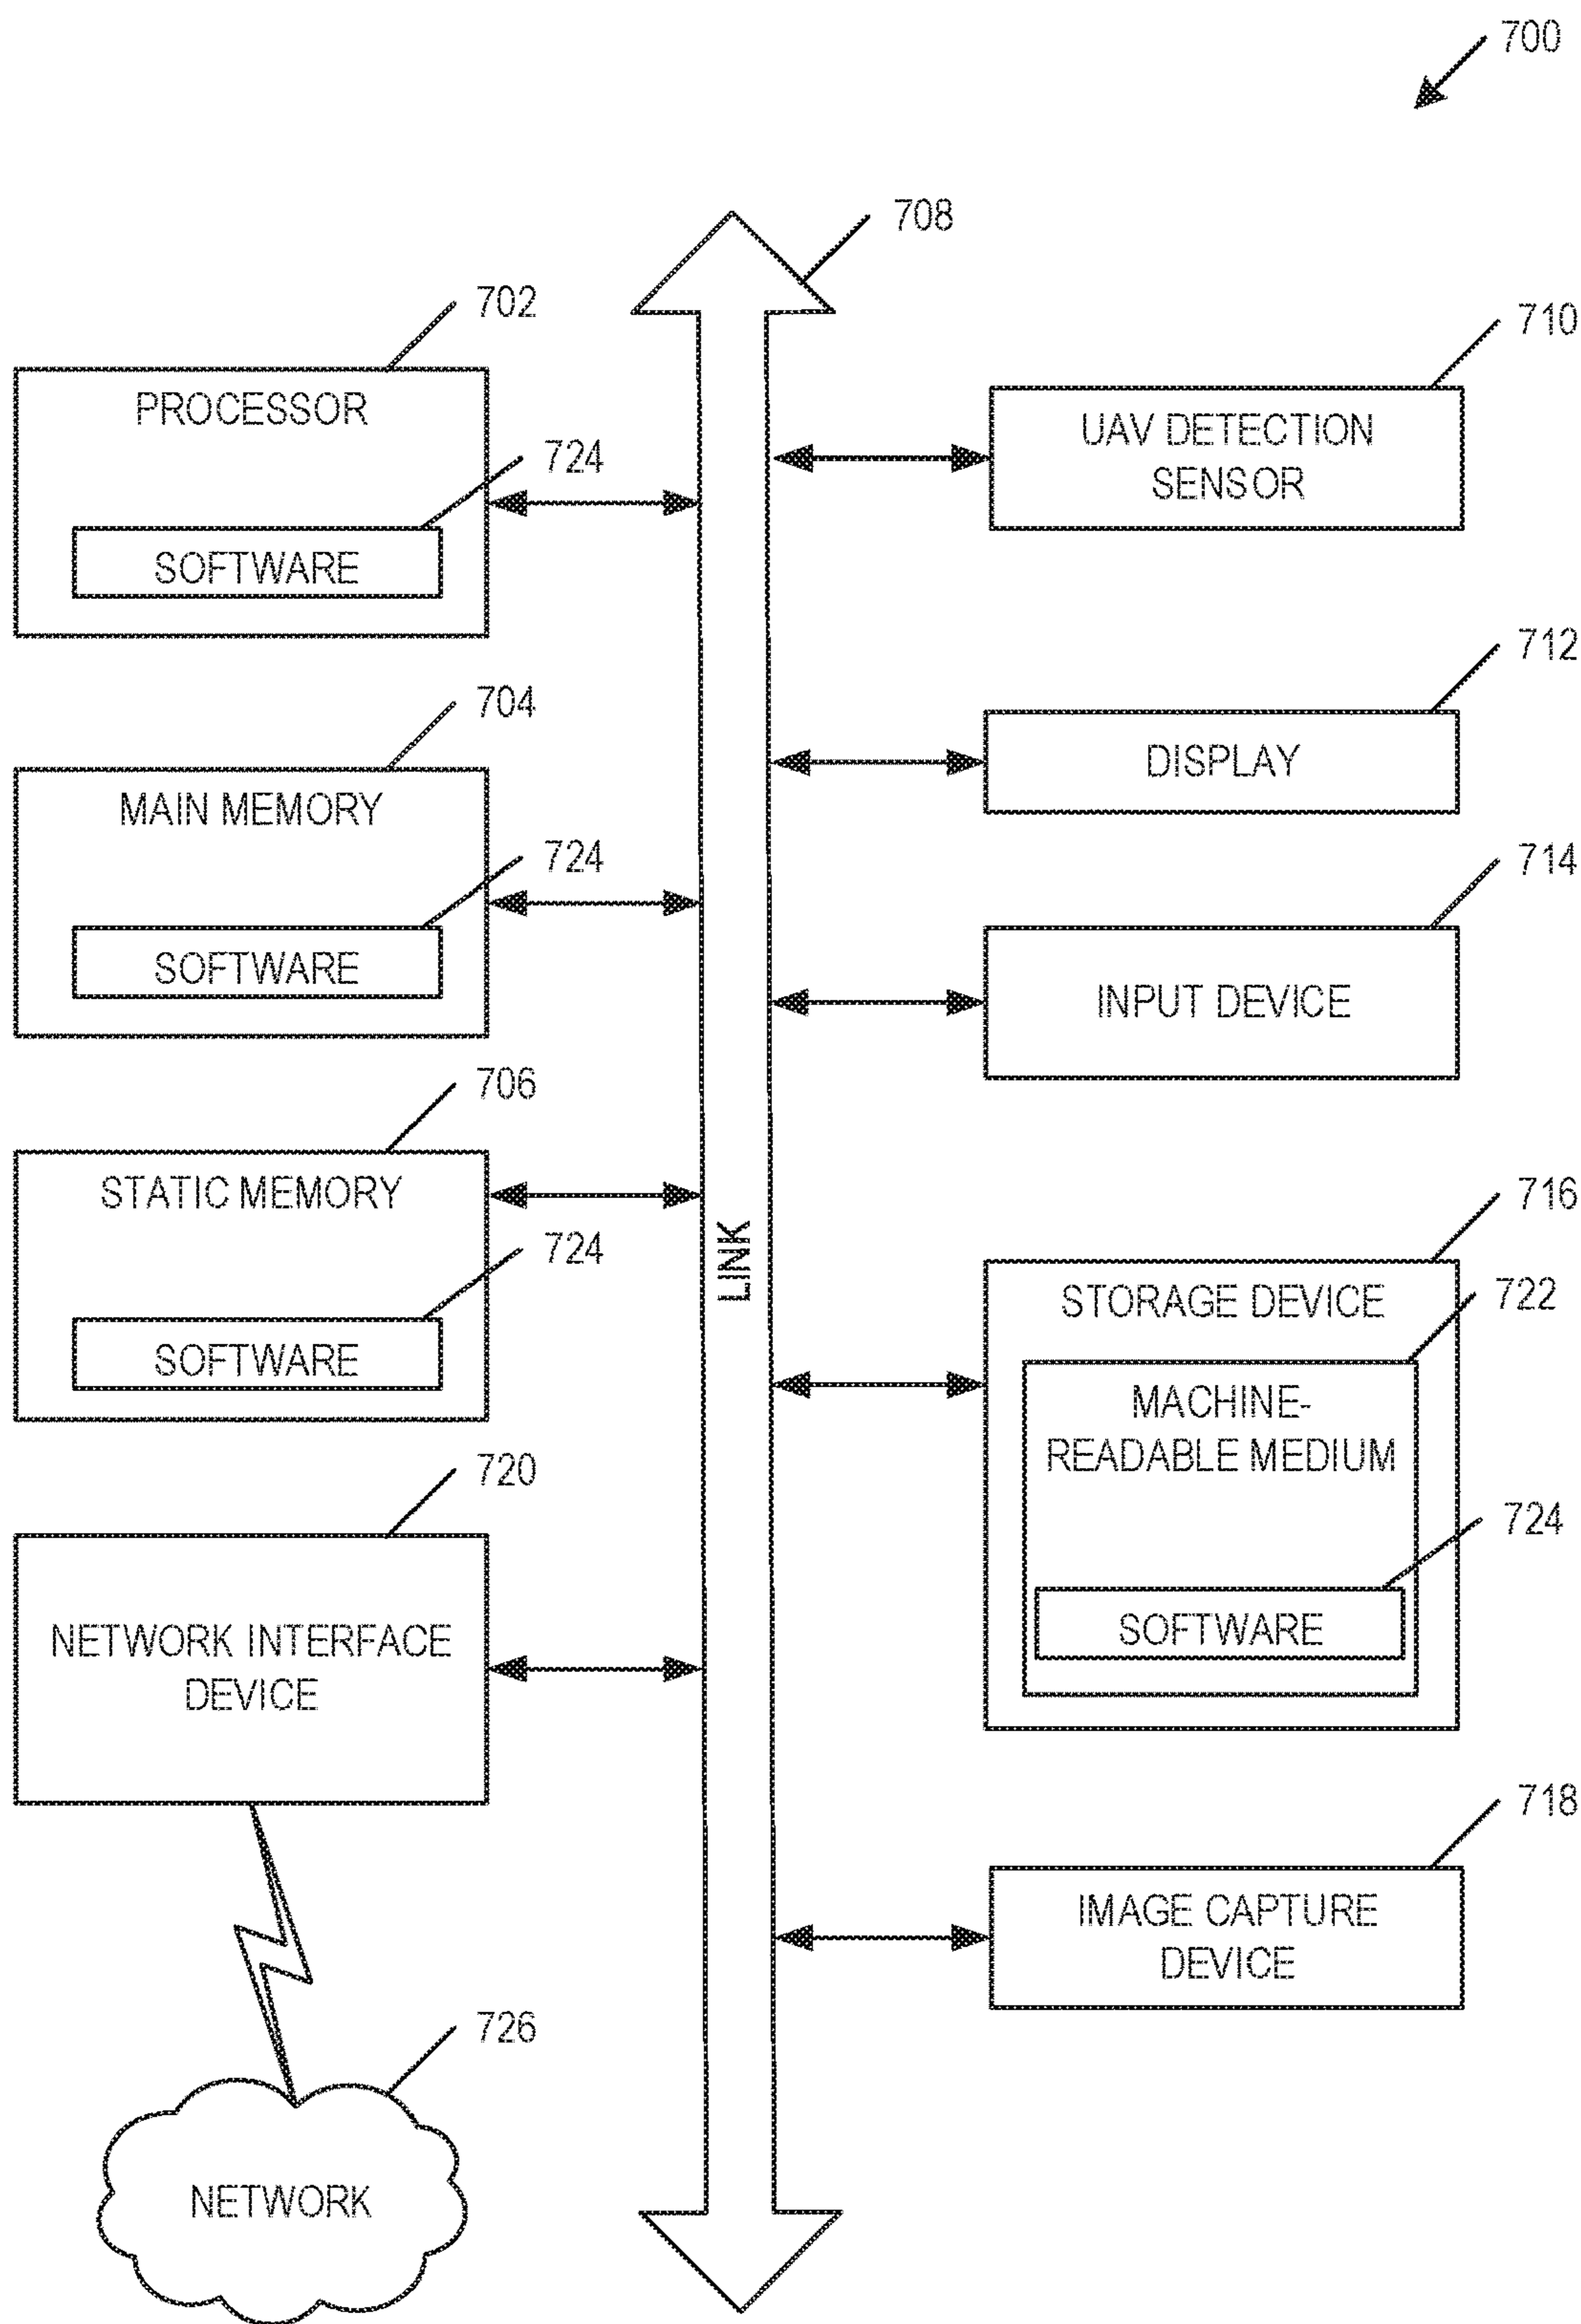 700
708
702
PROCESSOR
724
SOFTWARE
710
UAV DETECTION
SENSOR
712
DISPLAY
704
MAIN MEMORY
724
SOFTWARE
714
INPUT DEVICE
706
STATIC MEMORY
724
SOFTWARE
LINK
716
STORAGE DEVICE
722
MACHINE-
READABLE MEDIUM
724
SOFTWARE
720
NETWORK INTERFACE
DEVICE
718
IMAGE CAPTURE
DEVICE
726
NETWORK